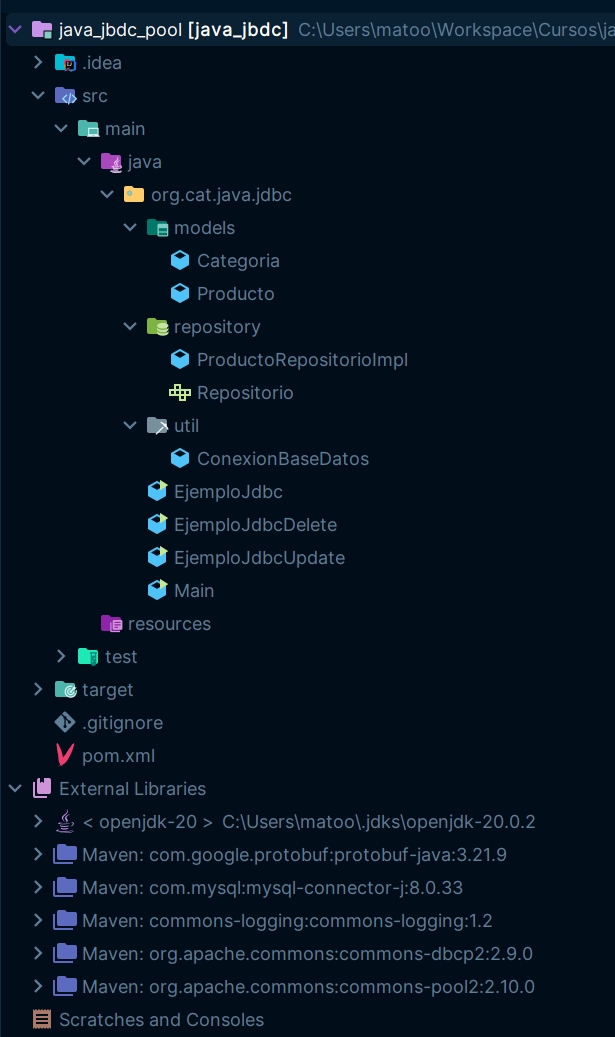 java_jbdc_pool [java_jbdc] C:\Users\matoo\Workspace\Cursos\ja
.idea
src
main
java
org.cat.java.jdbc
models
Categoria
Producto
repository
ProductoRepositorioImpl
Repositorio
util
ConexionBaseDatos
EjemploJdbc
EjemploJdbcDelete
EjemploJdbcUpdate
Main
resources
test
target
.gitignore
pom.xml
External Libraries
< openjdk-20 > C:\Users\matoo\.jdks\openjdk-20.0.2
Maven: com.google.protobuf:protobuf-java:3.21.9
Maven: com.mysql:mysql-connector-j:8.0.33
Maven: commons-logging:commons-logging:1.2
Maven: org.apache.commons:commons-dbcp2:2.9.0
Maven: org.apache.commons:commons-pool2:2.10.0
Scratches and Consoles